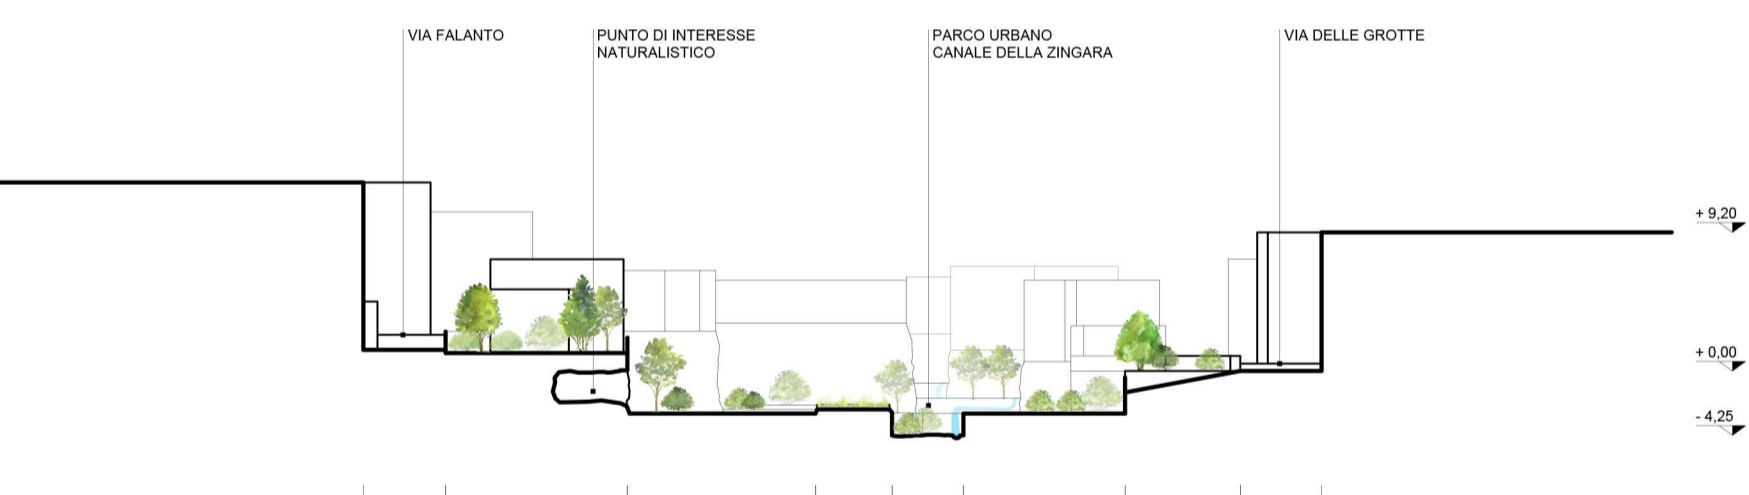 VIA FALANTO
PUNTO DI INTERESSE
NATURALISTICO
PARCO URBANO
CANALE DELLA ZINGARA
VIA DELLE GROTTE
+ 9,20
+ 0,00
- 4,25